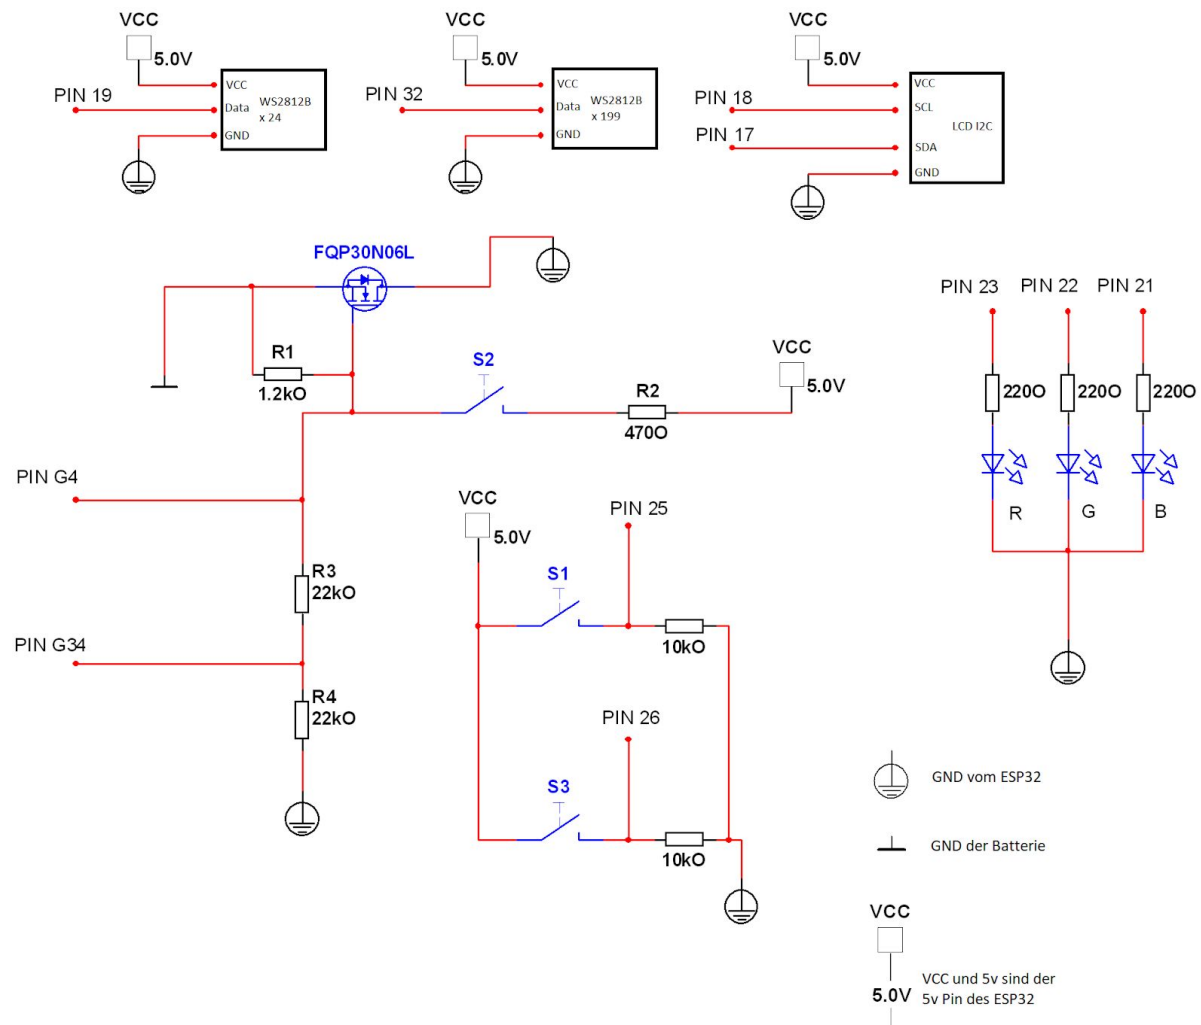 VCC
5.0V
VCC
Data
GND
WS2812B
x 24
PIN 19
VCC
5.0V
VCC
Data
GND
WS2812B
x 199
PIN 32
VCC
5.0V
VCC
SCL
LCD I2C
SDA
GND
PIN 18
PIN 17
FQP30N06L
R1
1.2kO
S2
R2
470O
VCC
5.0V
PIN G4
R3
22kO
PIN G34
R4
22kO
VCC
5.0V
PIN 25
S1
10kO
PIN 26
S3
10kO
PIN 23
PIN 22
PIN 21
220O
220O
220O
R
G
B
GND vom ESP32
GND der Batterie
VCC
5.0V
VCC und 5v sind der
5v Pin des ESP32